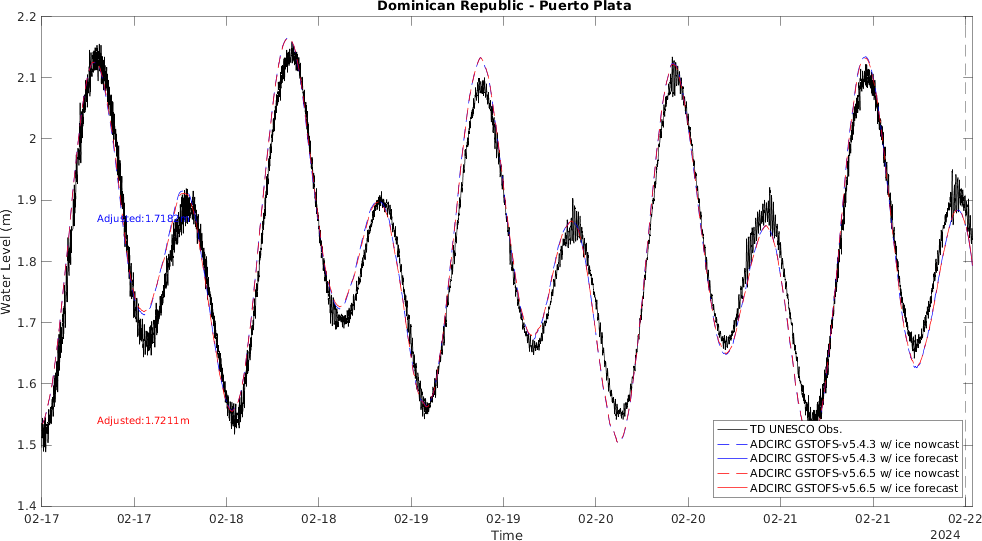 Dominican Republic - Puerto Plata
2.2
2.1
2
1.9
1.8
1.7
1.6
1.5
1.4
Water Level (m)
Adjusted:1.718
Adjusted:1.7211m
TD UNESCO Obs.
ADCIRC GSTOFS-v5.4.3 w/ ice nowcast
ADCIRC GSTOFS-v5.4.3 w/ ice forecast
ADCIRC GSTOFS-v5.6.5 w/ ice nowcast
ADCIRC GSTOFS-v5.6.5 w/ ice forecast
02-17 02-17 02-18 02-18 02-19 02-19 02-20 02-20 02-21 02-21 02-22
Time
2024